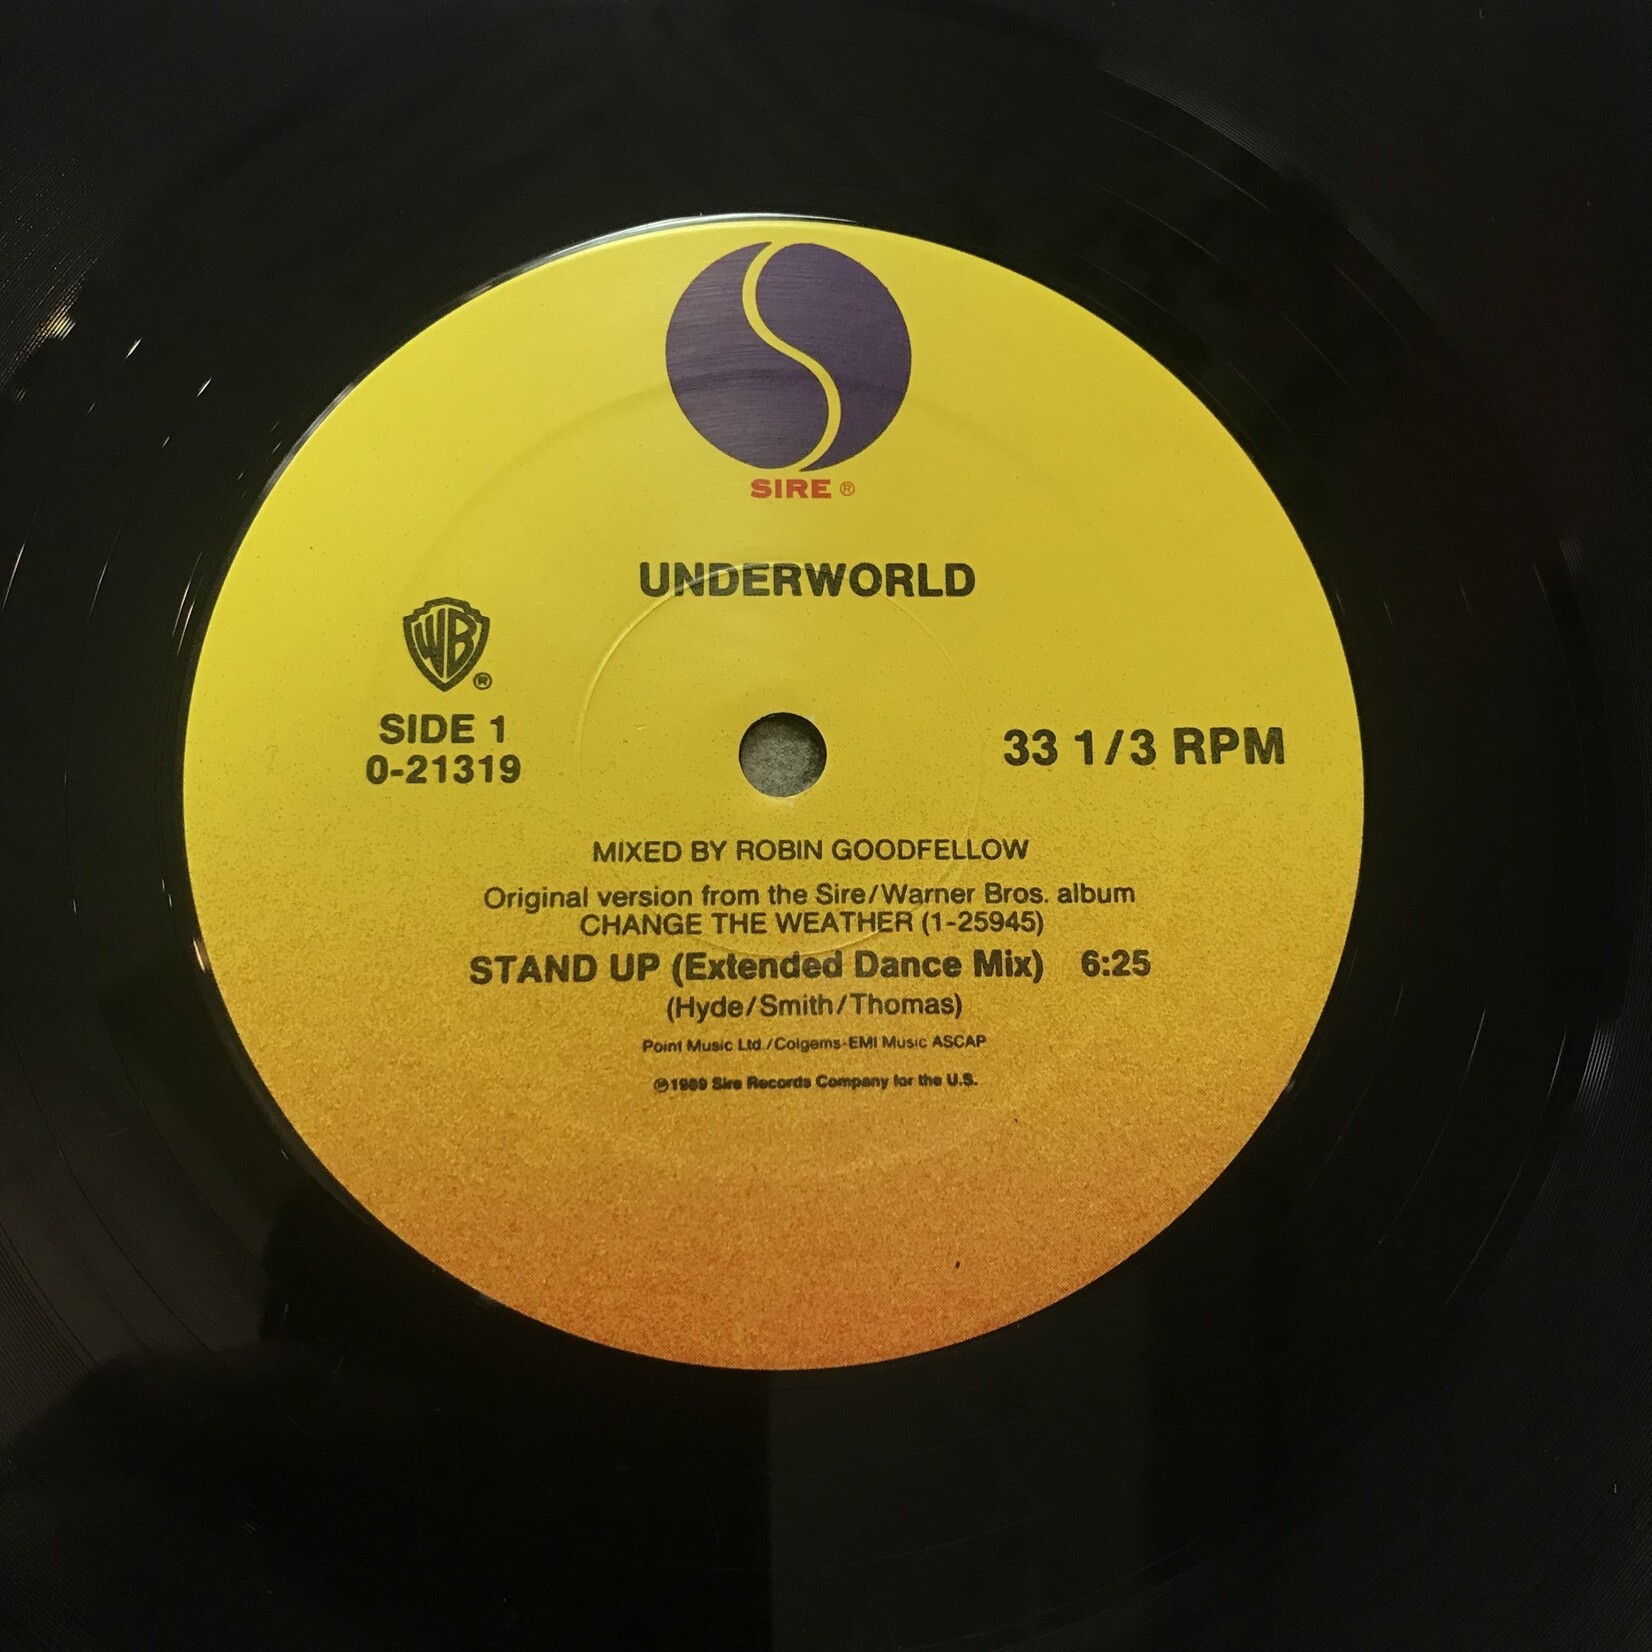 SIRE ®
UNDERWORLD
WB ®
SIDE 1
0-21319
33 1/3 RPM
MIXED BY ROBIN GOODFELLOW
Original version from the Sire/Warner Bros. album
CHANGE THE WEATHER (1-25945)
STAND UP (Extended Dance Mix) 6:25
(Hyde/Smith/Thomas)
Point Music Ltd./Colgems-EMI Music ASCAP
℗1989 Sire Records Company for the U.S.